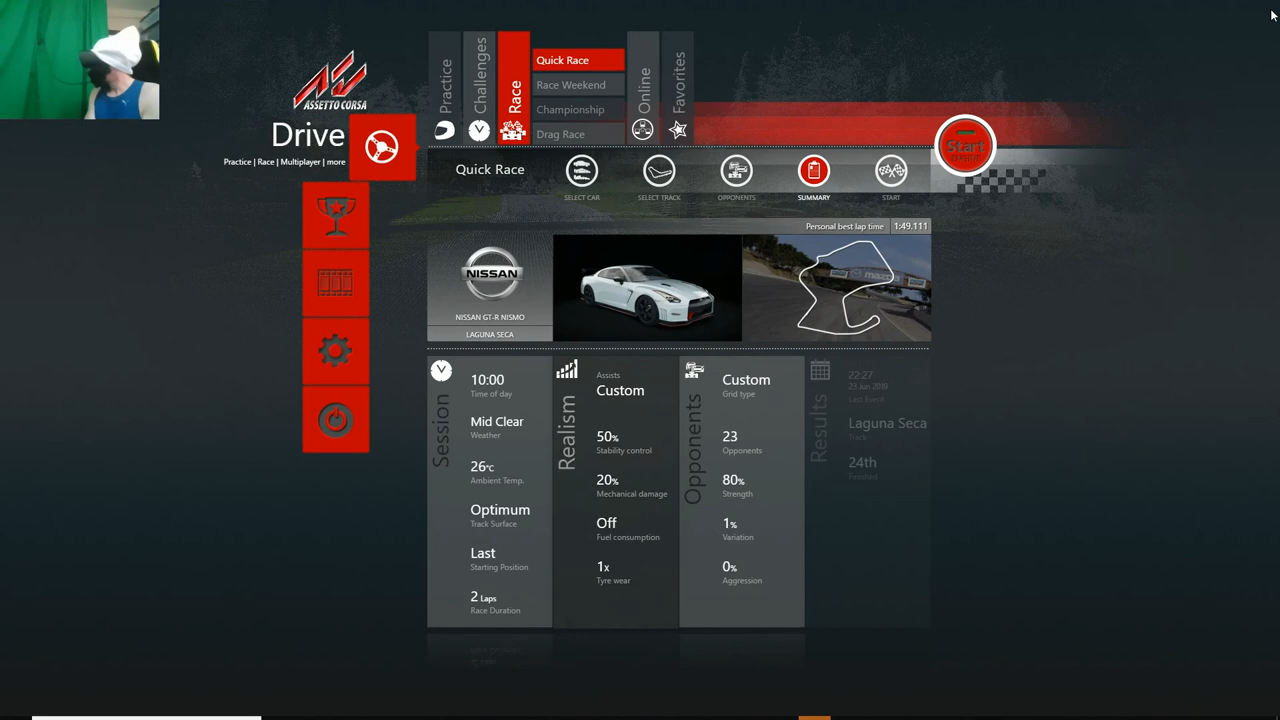 ASSETTO CORSA
Drive
Practice | Race | Multiplayer | more
Practice
Challenges
Race
Quick Race
Race Weekend
Championship
Drag Race
Online
Favorites
Start
Quick Race
SELECT CAR
SELECT TRACK
OPPONENTS
SUMMARY
START
Personal best lap time 1:49.111
NISSAN
NISSAN GT-R NISMO
LAGUNA SECA
mazda
Session
10:00
Time of day
Mid Clear
Weather
26°C
Ambient Temp.
Optimum
Track Surface
Last
Starting Position
2 Laps
Race Duration
Realism
Assists
Custom
50%
Stability control
20%
Mechanical damage
Off
Fuel consumption
1x
Tyre wear
Opponents
Custom
Grid type
23
Opponents
80%
Strength
1%
Variation
0%
Aggression
Results
22:27
23 Jan 2019
Last Event
Laguna Seca
Track
24th
Finished